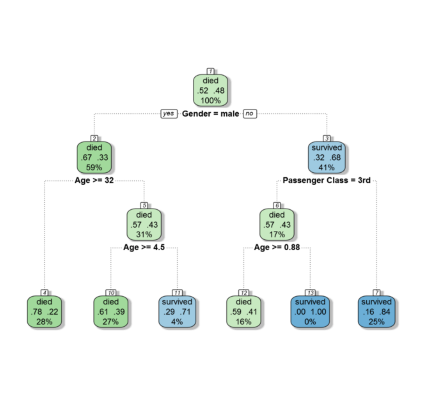 1
died
.52 .48
100%
yes Gender = male no
2
died
.67 .33
59%
3
survived
.32 .68
41%
Age >= 32
Passenger Class = 3rd
5
died
.57 .43
31%
6
died
.57 .43
17%
Age >= 4.5
Age >= 0.88
4
died
.78 .22
28%
10
died
.61 .39
27%
11
survived
.29 .71
4%
12
died
.59 .41
16%
13
survived
.00 1.00
0%
7
survived
.16 .84
25%